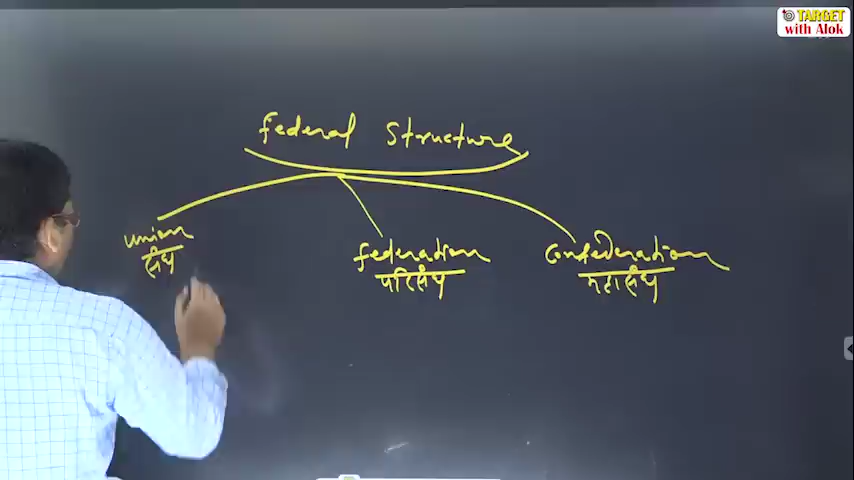 TARGET
with Alok
Federal Structure
Union
संघ
Federation
परिसंघ
Confederation
महासंघ